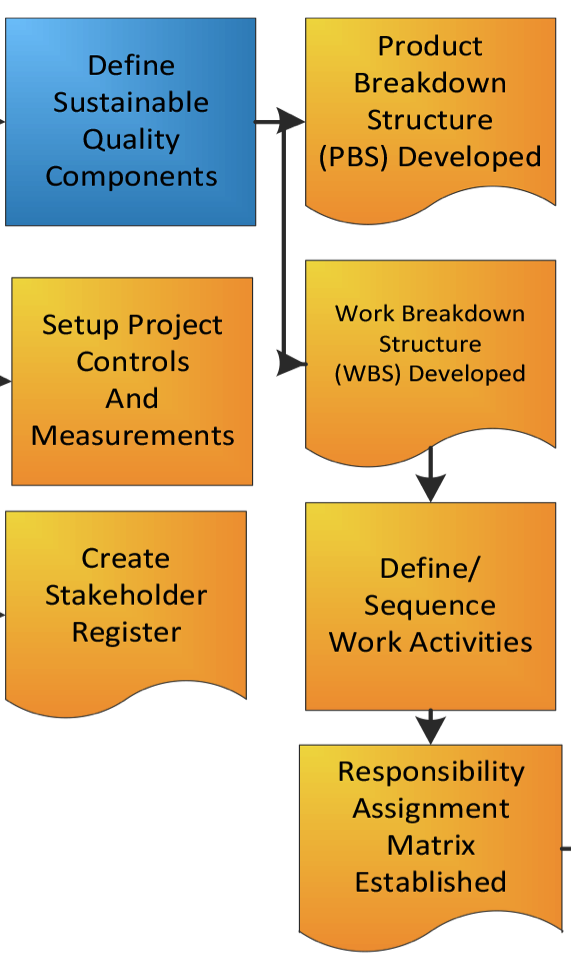 Define
Sustainable
Quality
Components
Product
Breakdown
Structure
(PBS) Developed
Setup Project
Controls
And
Measurements
Work Breakdown
Structure
(WBS) Developed
Create
Stakeholder
Register
Define/
Sequence
Work Activities
Responsibility
Assignment
Matrix
Established